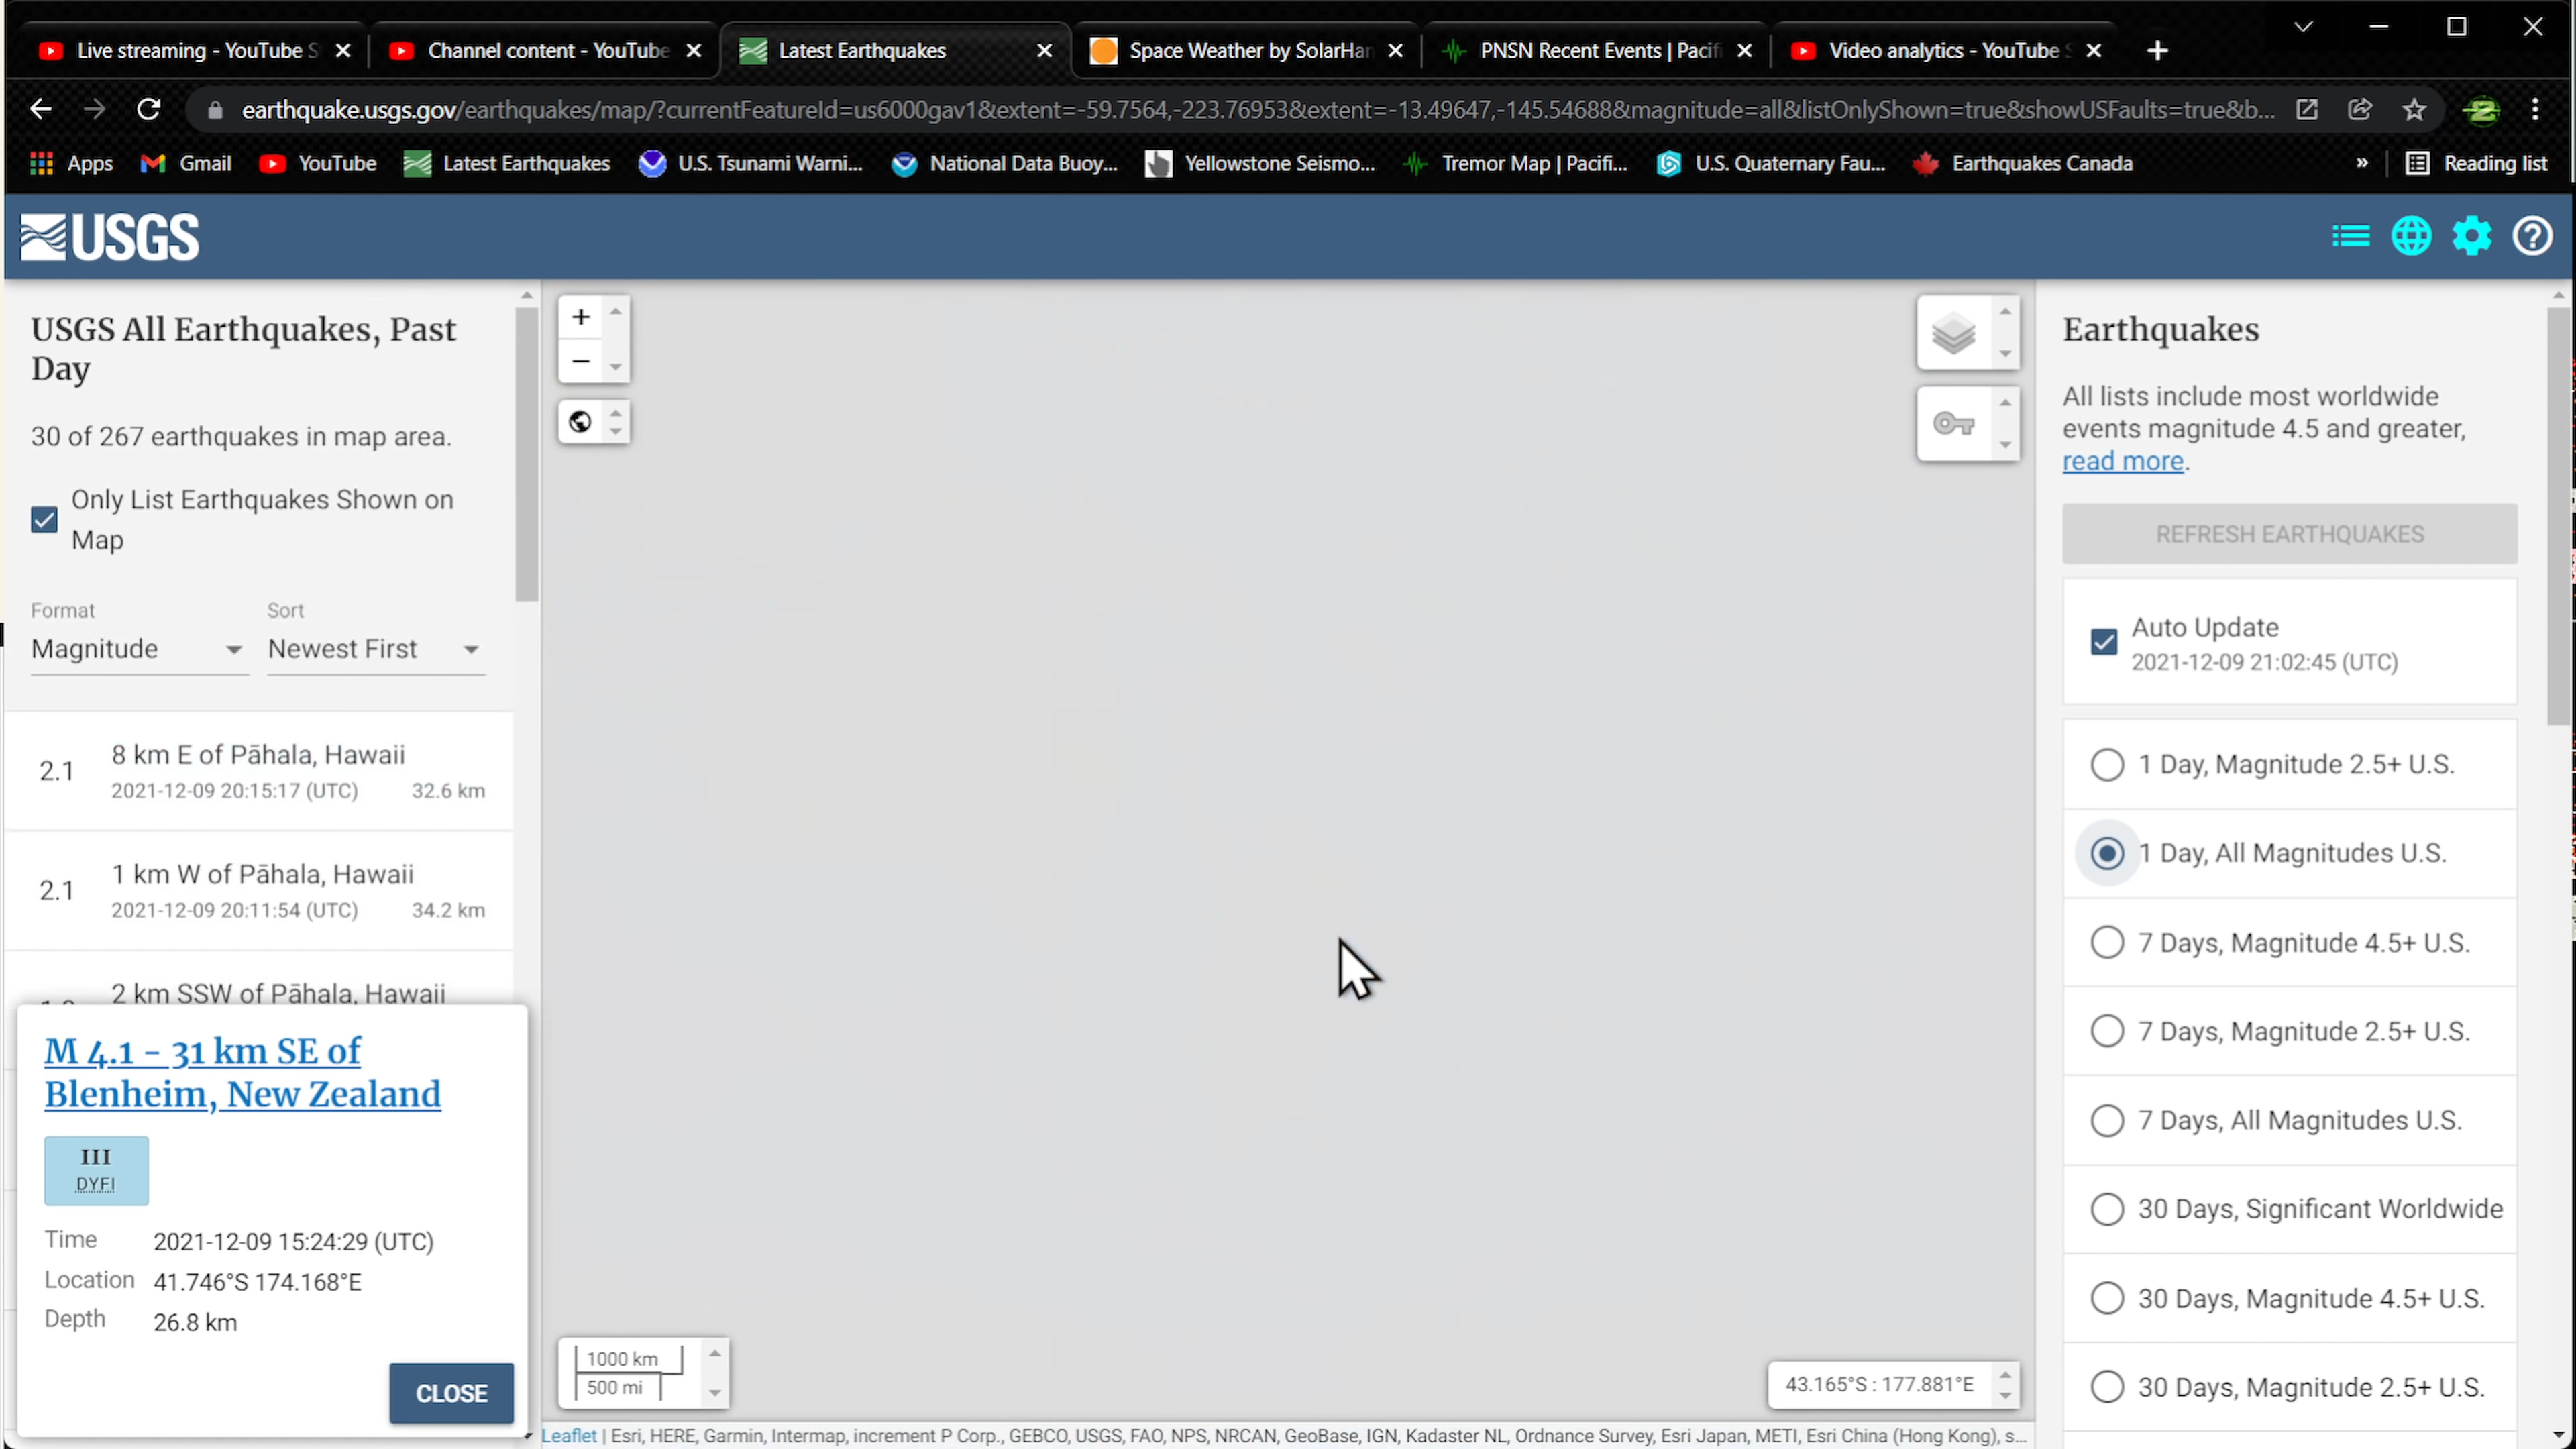 Live streaming - YouTube S
Channel content - YouTube
Latest Earthquakes
Space Weather by SolarHam
PNSN Recent Events | Pacifi
Video analytics - YouTube S
earthquake.usgs.gov/earthquakes/map/?currentFeatureId=us6000gav1&extent=-59.7564,-223.76953&extent=-13.49647,-145.54688&magnitude=all&listOnlyShown=true&showUSFaults=true&b...
Apps
Gmail
YouTube
Latest Earthquakes
U.S. Tsunami Warni...
National Data Buoy...
Yellowstone Seismo...
Tremor Map | Pacifi...
U.S. Quaternary Fau...
Earthquakes Canada
»
Reading list
USGS
USGS All Earthquakes, Past
Day
30 of 267 earthquakes in map area.
Only List Earthquakes Shown on
Map
Format
Sort
Magnitude
Newest First
2.1
8 km E of Pāhala, Hawaii
2021-12-09 20:15:17 (UTC) 32.6 km
2.1
1 km W of Pāhala, Hawaii
2021-12-09 20:11:54 (UTC) 34.2 km
2 km SSW of Pāhala, Hawaii
M 4.1 - 31 km SE of
Blenheim, New Zealand
III
DYFI
Time 2021-12-09 15:24:29 (UTC)
Location 41.746°S 174.168°E
Depth 26.8 km
CLOSE
+
−
1000 km
500 mi
43.165°S : 177.881°E
Leaflet | Esri, HERE, Garmin, Intermap, increment P Corp., GEBCO, USGS, FAO, NPS, NRCAN, GeoBase, IGN, Kadaster NL, Ordnance Survey, Esri Japan, METI, Esri China (Hong Kong), s...
Earthquakes
All lists include most worldwide
events magnitude 4.5 and greater,
read more.
REFRESH EARTHQUAKES
Auto Update
2021-12-09 21:02:45 (UTC)
1 Day, Magnitude 2.5+ U.S.
1 Day, All Magnitudes U.S.
7 Days, Magnitude 4.5+ U.S.
7 Days, Magnitude 2.5+ U.S.
7 Days, All Magnitudes U.S.
30 Days, Significant Worldwide
30 Days, Magnitude 4.5+ U.S.
30 Days, Magnitude 2.5+ U.S.